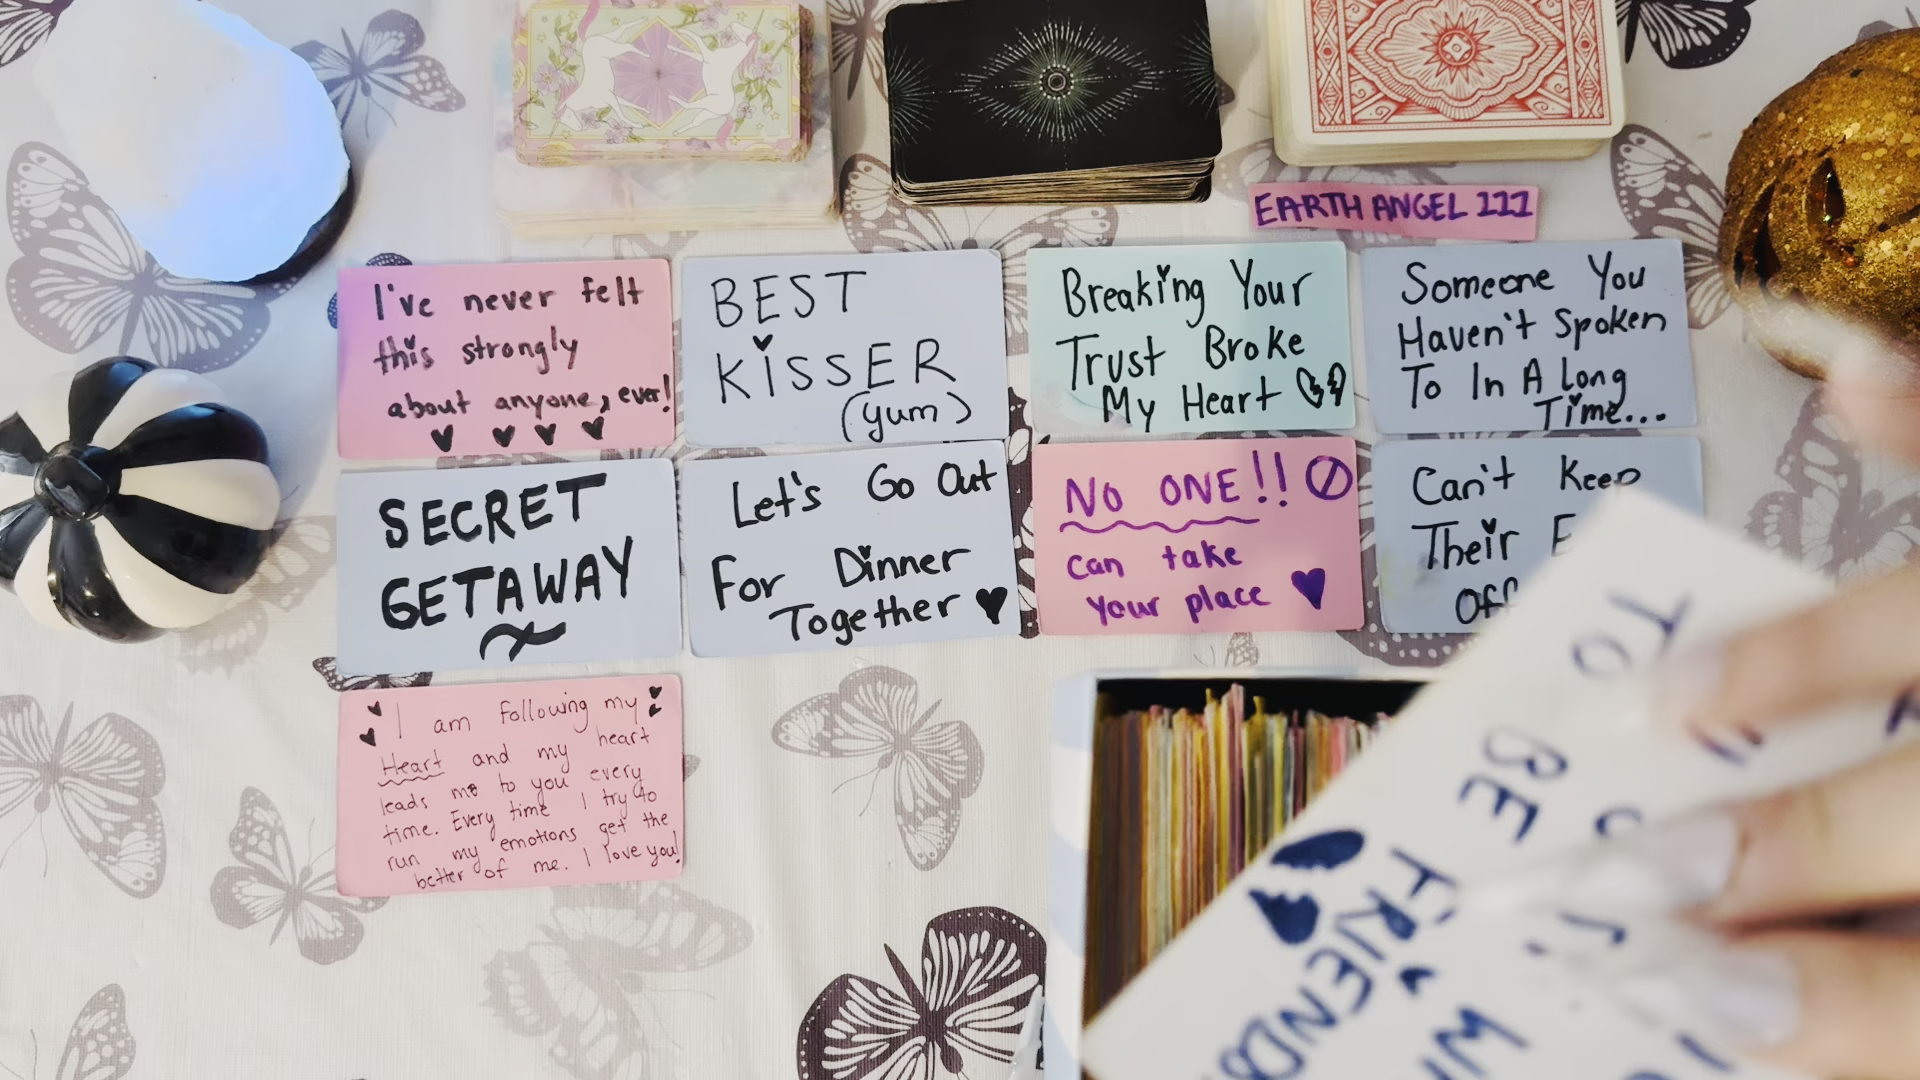 EARTH ANGEL 111
I've never felt
this strongly
about anyone, ever!
BEST
KISSER
(yum)
Breaking Your
Trust Broke
My Heart
Someone You
Haven't Spoken
To In A Long
Time...
SECRET
GETAWAY
Let's Go Out
For Dinner
Together
NO ONE!!
can take
your place
Can't Keep
Their
Off
I am following my
Heart and my heart
leads me to you every
time. Every time I try to
run my emotions get the
better of me. I love you!
TO
BE
FRIENDS